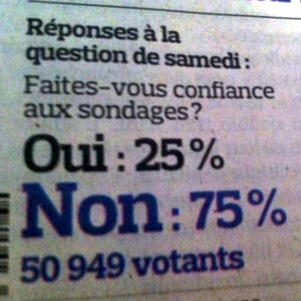 Réponses à la
question de samedi :
Faites-vous confiance
aux sondages ?
Oui : 25 %
Non : 75 %
50 949 votants